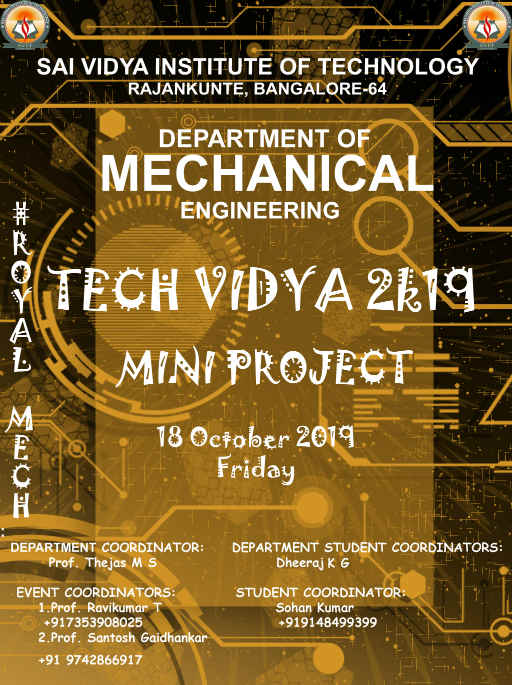 SAI VIDYA INSTITUTE OF TECHNOLOGY
RAJANKUNTE, BANGALORE-64
DEPARTMENT OF
MECHANICAL
ENGINEERING
#ROYAL MECH
TECH VIDYA 2k19
MINI PROJECT
18 October 2019
Friday
DEPARTMENT COORDINATOR:
Prof. Thejas M S
DEPARTMENT STUDENT COORDINATORS:
Dheeraj K G
EVENT COORDINATORS:
1.Prof. Ravikumar T
+917353908025
2.Prof. Santosh Gaidhankar
+91 9742866917
STUDENT COORDINATOR:
Sohan Kumar
+919148499399